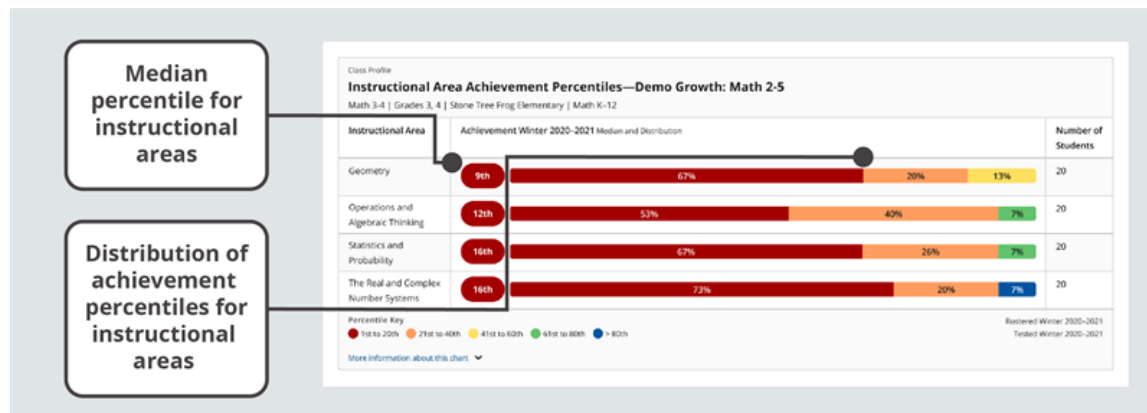 Median
percentile for
instructional
areas
Distribution of
achievement
percentiles for
instructional
areas
Class Profile
Instructional Area Achievement Percentiles—Demo Growth: Math 2-5
Math 3-4 | Grades 3, 4 | Stone Tree Frog Elementary | Math K-12
Instructional Area
Achievement Winter 2020-2021 Median and Distribution
Number of
Students
Geometry
9th
67%
20%
13%
20
Operations and
Algebraic Thinking
12th
53%
40%
7%
20
Statistics and
Probability
16th
67%
26%
7%
20
The Real and Complex
Number Systems
16th
73%
20%
7%
20
Percentile Key
1st to 20th 21st to 40th 41st to 60th 61st to 80th > 80th
Rostered Winter 2020-2021
Tested Winter 2020-2021
More information about this chart